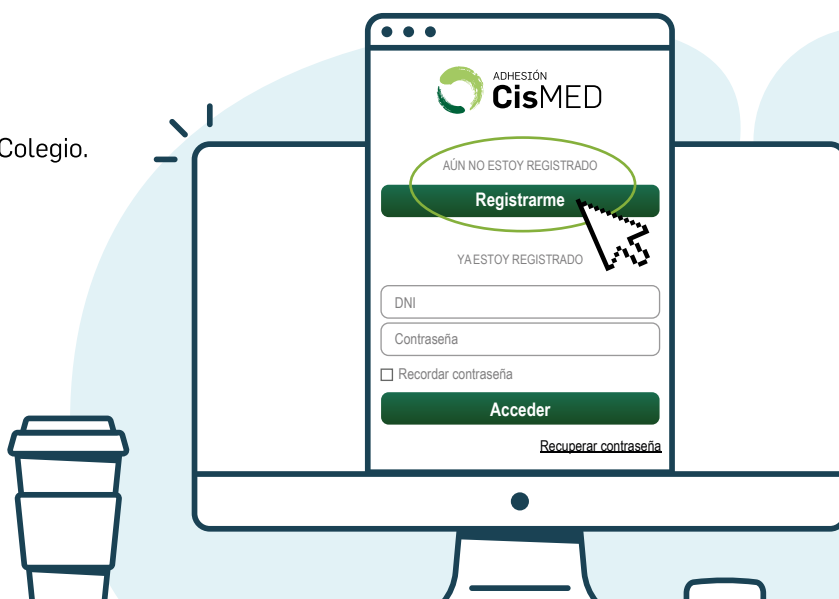 Colegio.
ADHESIÓN
CisMED
AÚN NO ESTOY REGISTRADO
Registrarme
YA ESTOY REGISTRADO
DNI
Contraseña
Recordar contraseña
Acceder
Recuperar contraseña